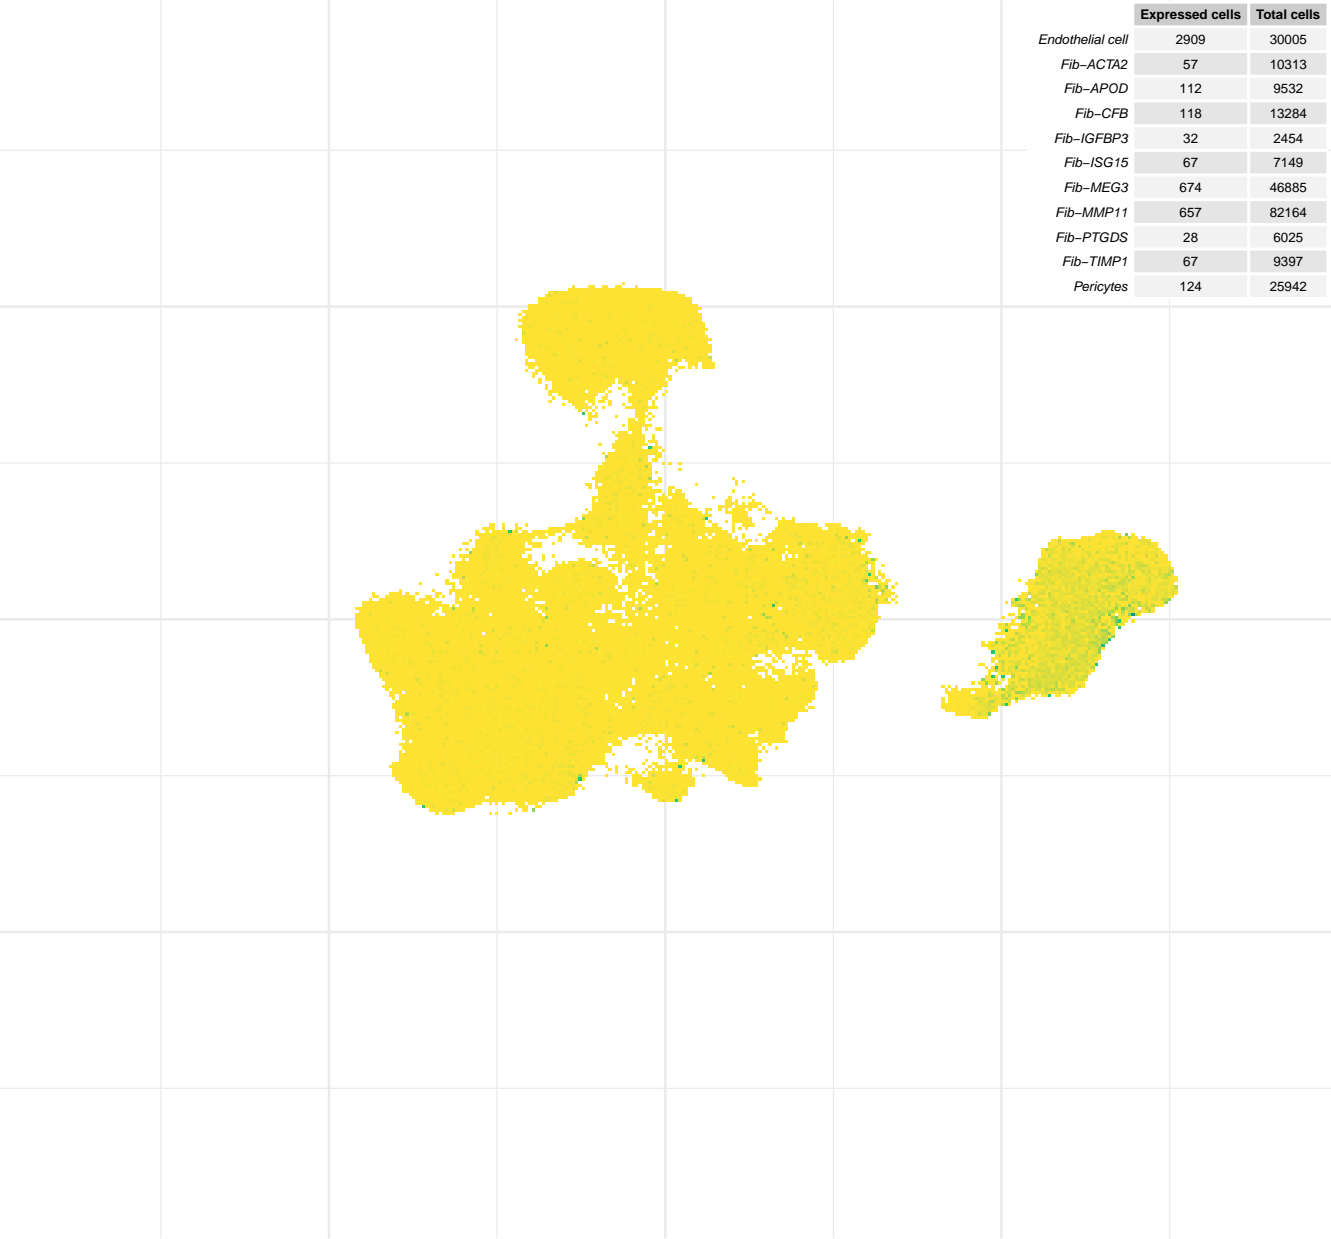 Expressed cells Total cells
Endothelial cell 2909 30005
Fib−ACTA2 57 10313
Fib−APOD 112 9532
Fib−CFB 118 13284
Fib−IGFBP3 32 2454
Fib−ISG15 67 7149
Fib−MEG3 674 46885
Fib−MMP11 657 82164
Fib−PTGDS 28 6025
Fib−TIMP1 67 9397
Pericytes 124 25942